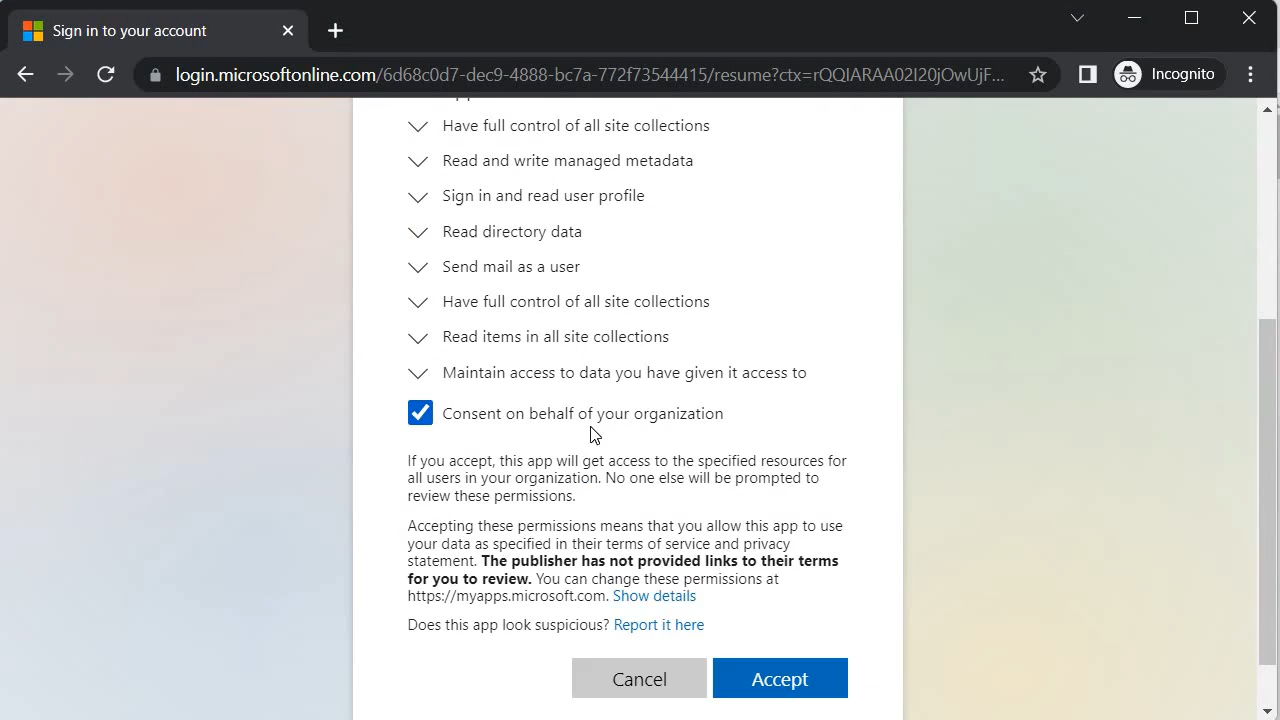 Sign in to your account
login.microsoftonline.com/6d68c0d7-dec9-4888-bc7a-772f73544415/resume?ctx=rQQIARAA02I20jOwUjF...
Incognito
Have full control of all site collections
Read and write managed metadata
Sign in and read user profile
Read directory data
Send mail as a user
Have full control of all site collections
Read items in all site collections
Maintain access to data you have given it access to
Consent on behalf of your organization
If you accept, this app will get access to the specified resources for
all users in your organization. No one else will be prompted to
review these permissions.
Accepting these permissions means that you allow this app to use
your data as specified in their terms of service and privacy
statement. The publisher has not provided links to their terms
for you to review. You can change these permissions at
https://myapps.microsoft.com. Show details
Does this app look suspicious? Report it here
Cancel
Accept